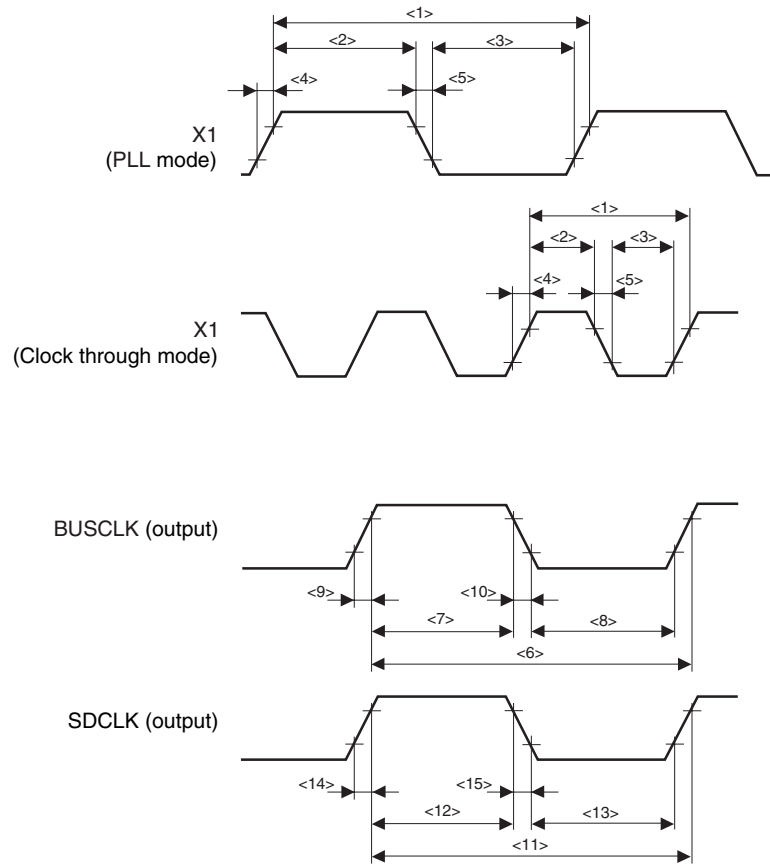 <1>
<2> <3>
<4> <5>
X1
(PLL mode)
<1>
<2> <3>
<4> <5>
X1
(Clock through mode)
BUSCLK (output)
<9> <10>
<7> <8>
<6>
SDCLK (output)
<14> <15>
<12> <13>
<11>